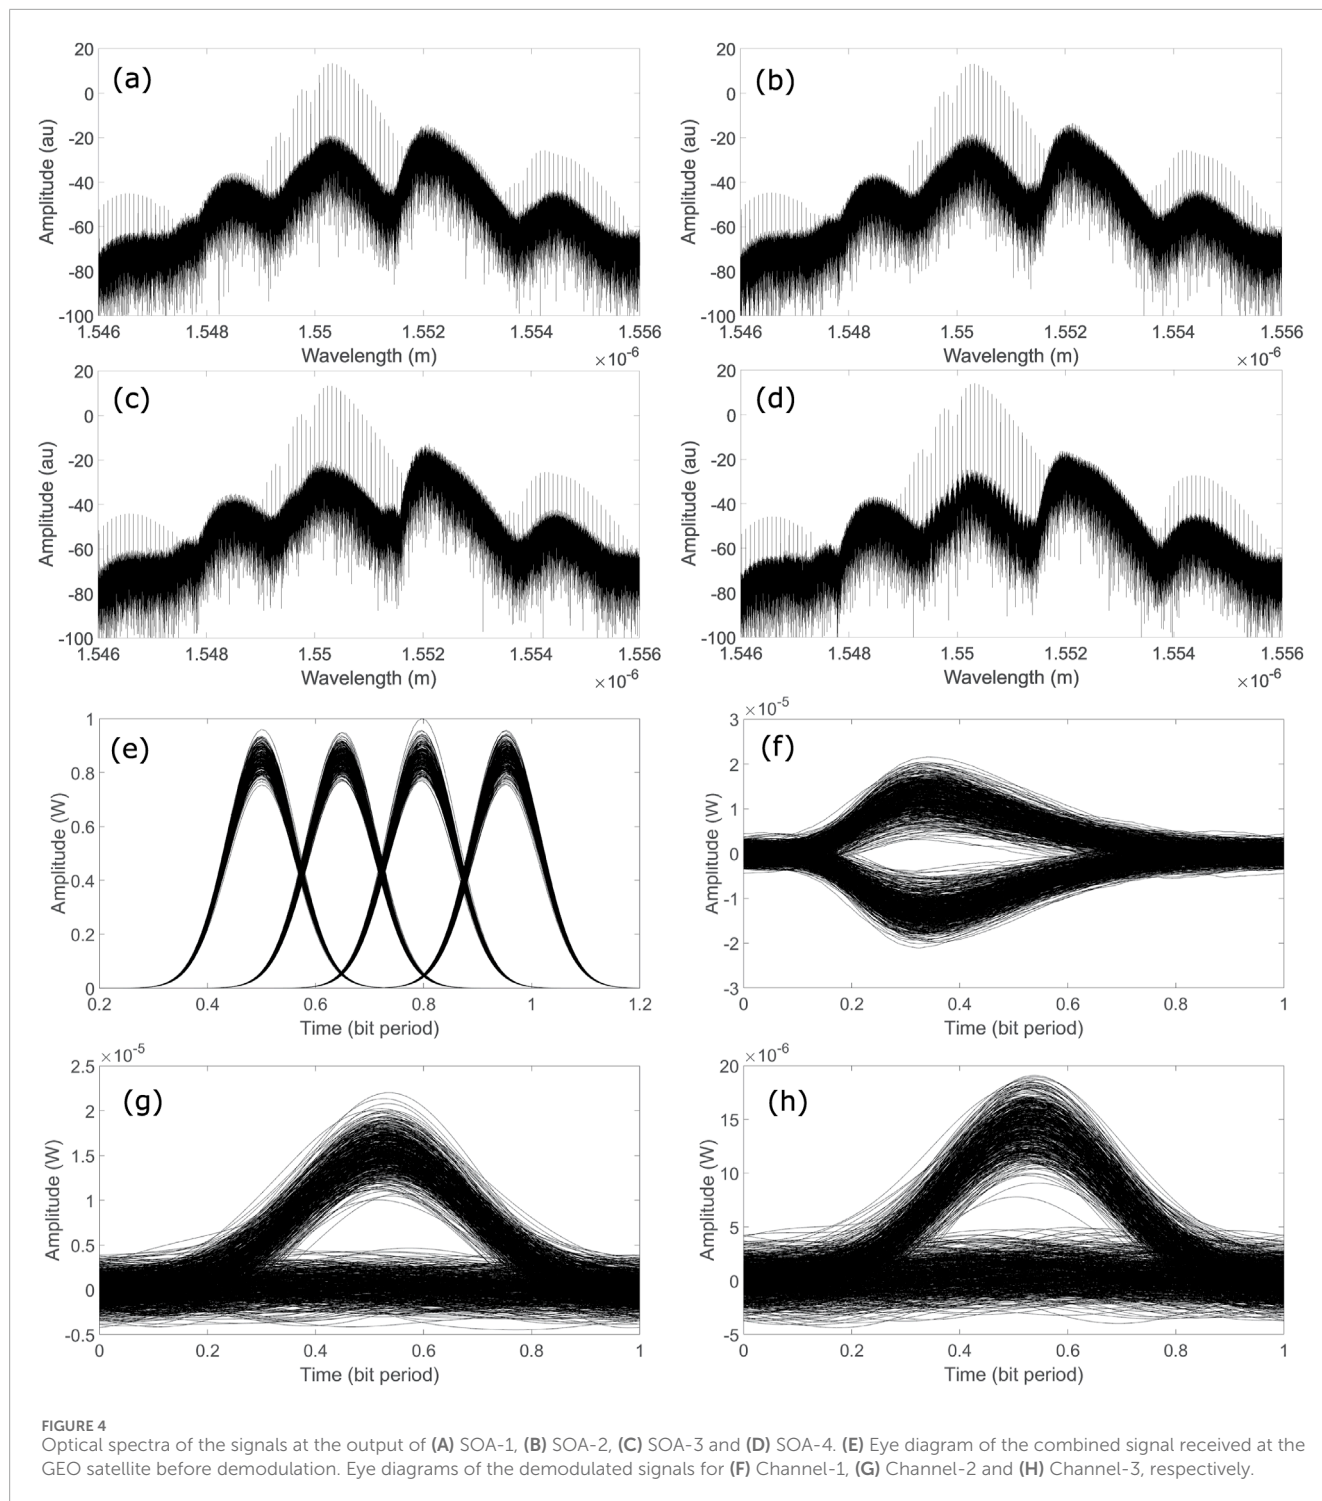 (a)
20
0
-20
-40
-60
-80
-100
Amplitude (au)
1.546 1.548 1.55 1.552 1.554 1.556
Wavelength (m)
×10-6
(b)
20
0
-20
-40
-60
-80
-100
Amplitude (au)
1.546 1.548 1.55 1.552 1.554 1.556
Wavelength (m)
×10-6
(c)
20
0
-20
-40
-60
-80
-100
Amplitude (au)
1.546 1.548 1.55 1.552 1.554 1.556
Wavelength (m)
×10-6
(d)
20
0
-20
-40
-60
-80
-100
Amplitude (au)
1.546 1.548 1.55 1.552 1.554 1.556
Wavelength (m)
×10-6
(e)
1
0.8
0.6
0.4
0.2
0
Amplitude (W)
0.2 0.4 0.6 0.8 1 1.2
Time (bit period)
×10-5
(f)
3
2
1
0
-1
-2
-3
Amplitude (W)
0 0.2 0.4 0.6 0.8 1
Time (bit period)
×10-5
(g)
2.5
2
1.5
1
0.5
0
-0.5
Amplitude (W)
0 0.2 0.4 0.6 0.8 1
Time (bit period)
×10-6
(h)
20
15
10
5
0
-5
Amplitude (W)
0 0.2 0.4 0.6 0.8 1
Time (bit period)
FIGURE 4
Optical spectra of the signals at the output of (A) SOA-1, (B) SOA-2, (C) SOA-3 and (D) SOA-4. (E) Eye diagram of the combined signal received at the
GEO satellite before demodulation. Eye diagrams of the demodulated signals for (F) Channel-1, (G) Channel-2 and (H) Channel-3, respectively.